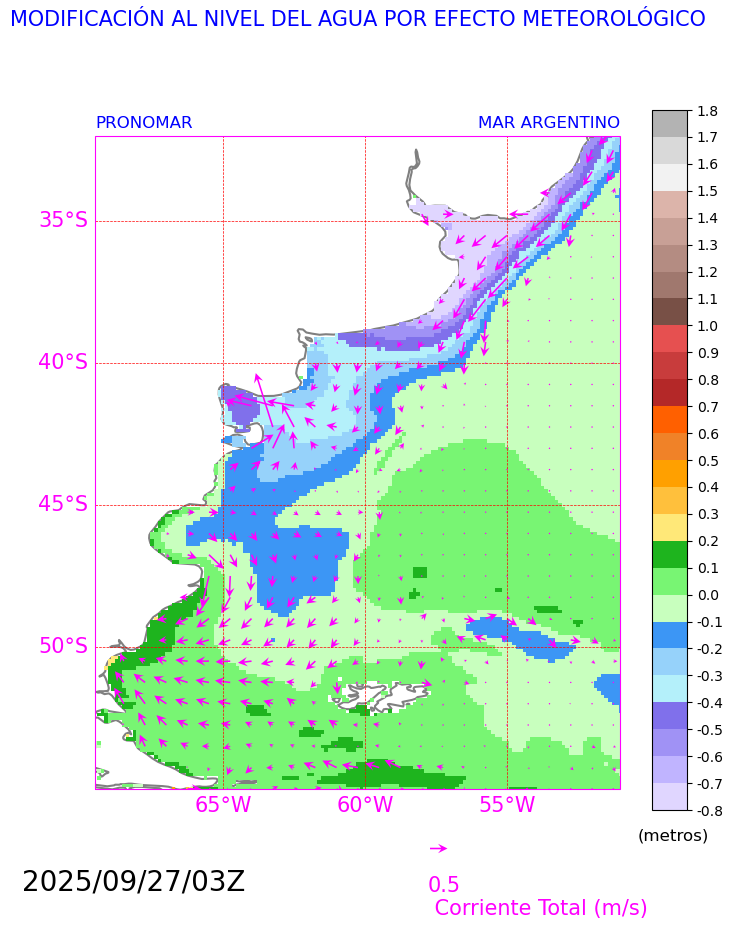 MODIFICACIÓN AL NIVEL DEL AGUA POR EFECTO METEOROLÓGICO
PRONOMAR
MAR ARGENTINO
35°S
40°S
45°S
50°S
65°W
60°W
55°W
1.8
1.7
1.6
1.5
1.4
1.3
1.2
1.1
1.0
0.9
0.8
0.7
0.6
0.5
0.4
0.3
0.2
0.1
0.0
-0.1
-0.2
-0.3
-0.4
-0.5
-0.6
-0.7
-0.8
(metros)
2025/09/27/03Z
0.5
Corriente Total (m/s)